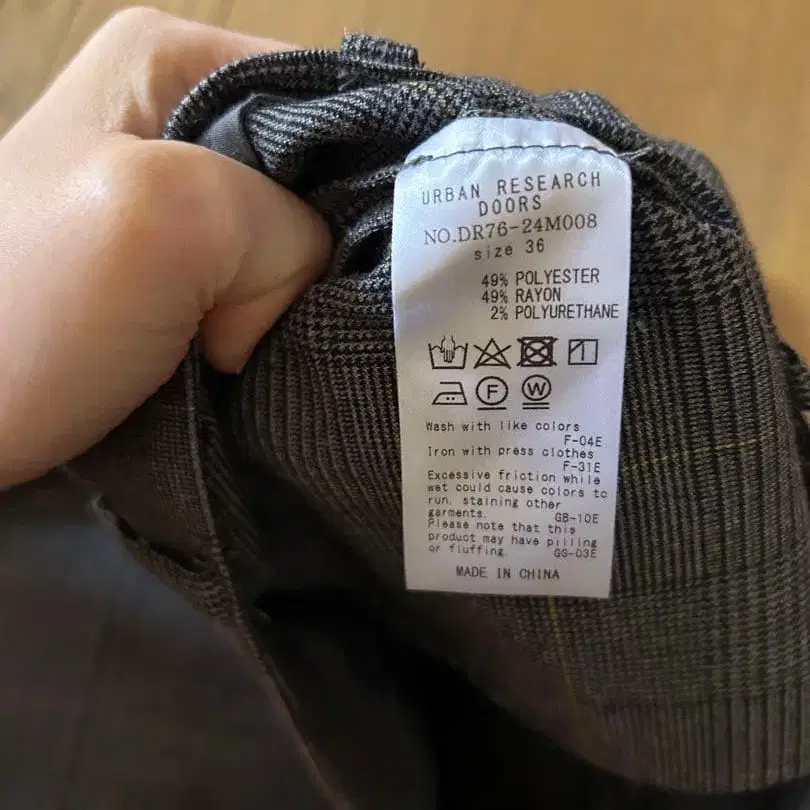 URBAN RESEARCH
DOORS
NO.DR76-24M008
size 36
49% POLYESTER
49% RAYON
2% POLYURETHANE
F
W
Wash with like colors
F-04E
Iron with press clothes
F-31E
Excessive friction while
wet could cause colors to
run, staining other
garments. GB-10E
Please note that this
product may have pilling
or fluffing. GG-03E
MADE IN CHINA